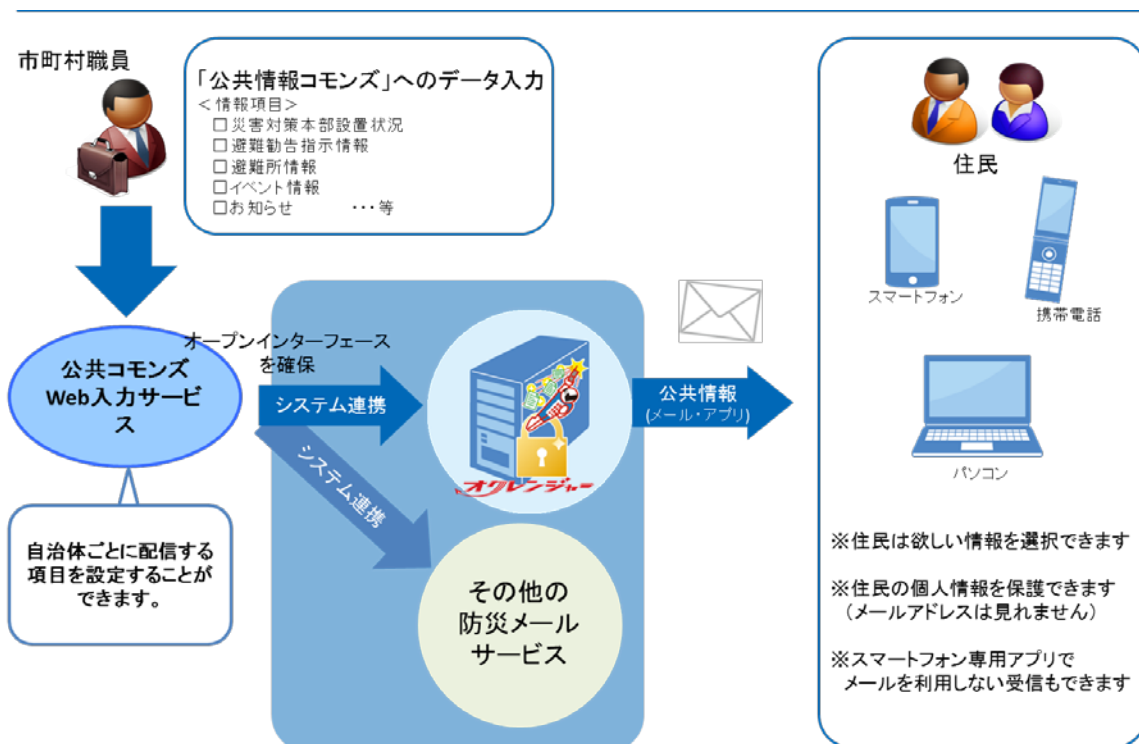 市町村職員
「公共情報コモンズ」へのデータ入力
＜情報項目＞
□災害対策本部設置状況
□避難勧告指示情報
□避難所情報
□イベント情報
□お知らせ　　・・・等
公共コモンズ
Web入力サービ
ス
自治体ごとに配信する
項目を設定することが
できます。
オープンインターフェース
を確保
システム連携
システム連携
オクレンジャー
その他の
防災メール
サービス
公共情報
(メール・アプリ)
住民
スマートフォン
携帯電話
パソコン
※住民は欲しい情報を選択できます
※住民の個人情報を保護できます
（メールアドレスは見れません）
※スマートフォン専用アプリで
メールを利用しない受信もできます